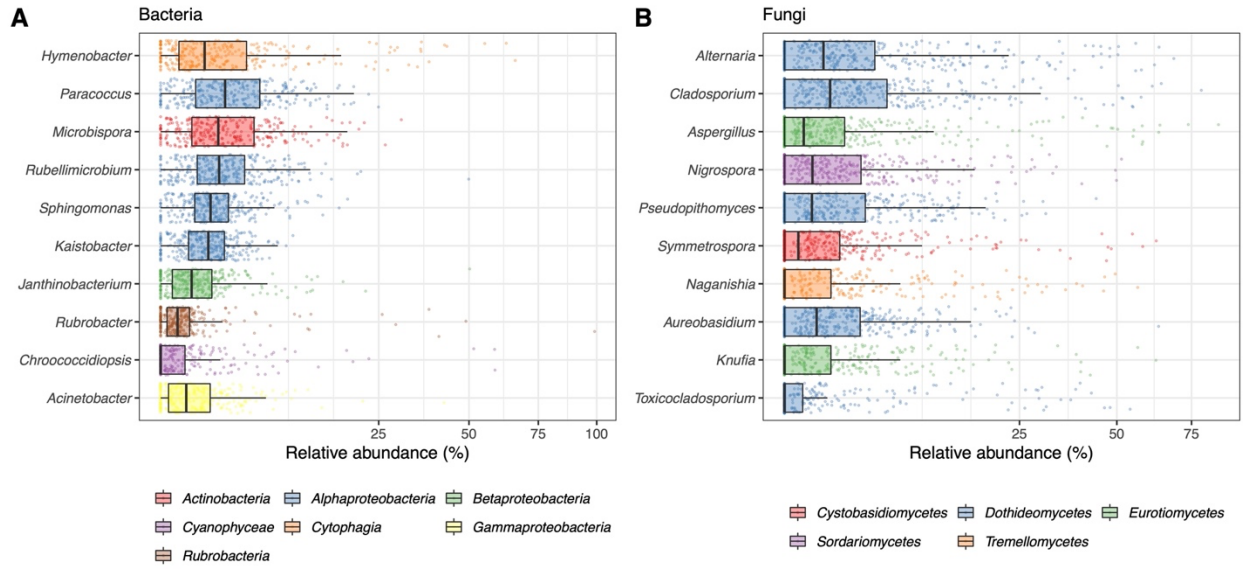 A
Bacteria
Hymenobacter
Paracoccus
Microbispora
Rubellimicrobium
Sphingomonas
Kaistobacter
Janthinobacterium
Rubrobacter
Chroococcidiopsis
Acinetobacter
25 50 75 100
Relative abundance (%)
Actinobacteria Alphaproteobacteria Betaproteobacteria
Cyanophyceae Cytophagia Gammaproteobacteria
Rubrobacteria
B
Fungi
Alternaria
Cladosporium
Aspergillus
Nigrospora
Pseudopithomyces
Symmetrospora
Naganishia
Aureobasidium
Knufia
Toxicocladosporium
25 50 75
Relative abundance (%)
Cystobasidiomycetes Dothideomycetes Eurotiomycetes
Sordariomycetes Tremellomycetes